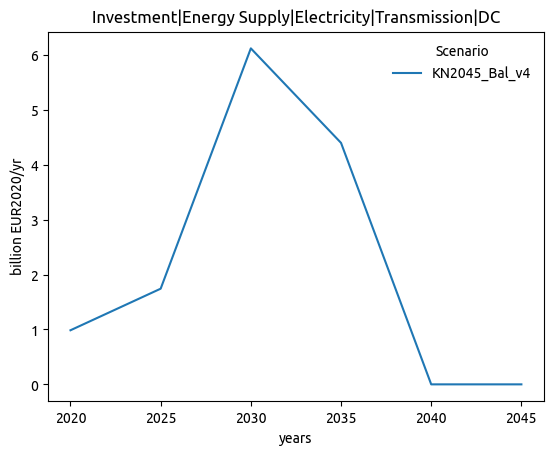 Investment|Energy Supply|Electricity|Transmission|DC
Scenario
KN2045_Bal_v4
billion EUR2020/yr
6
5
4
3
2
1
0
2020 2025 2030 2035 2040 2045
years